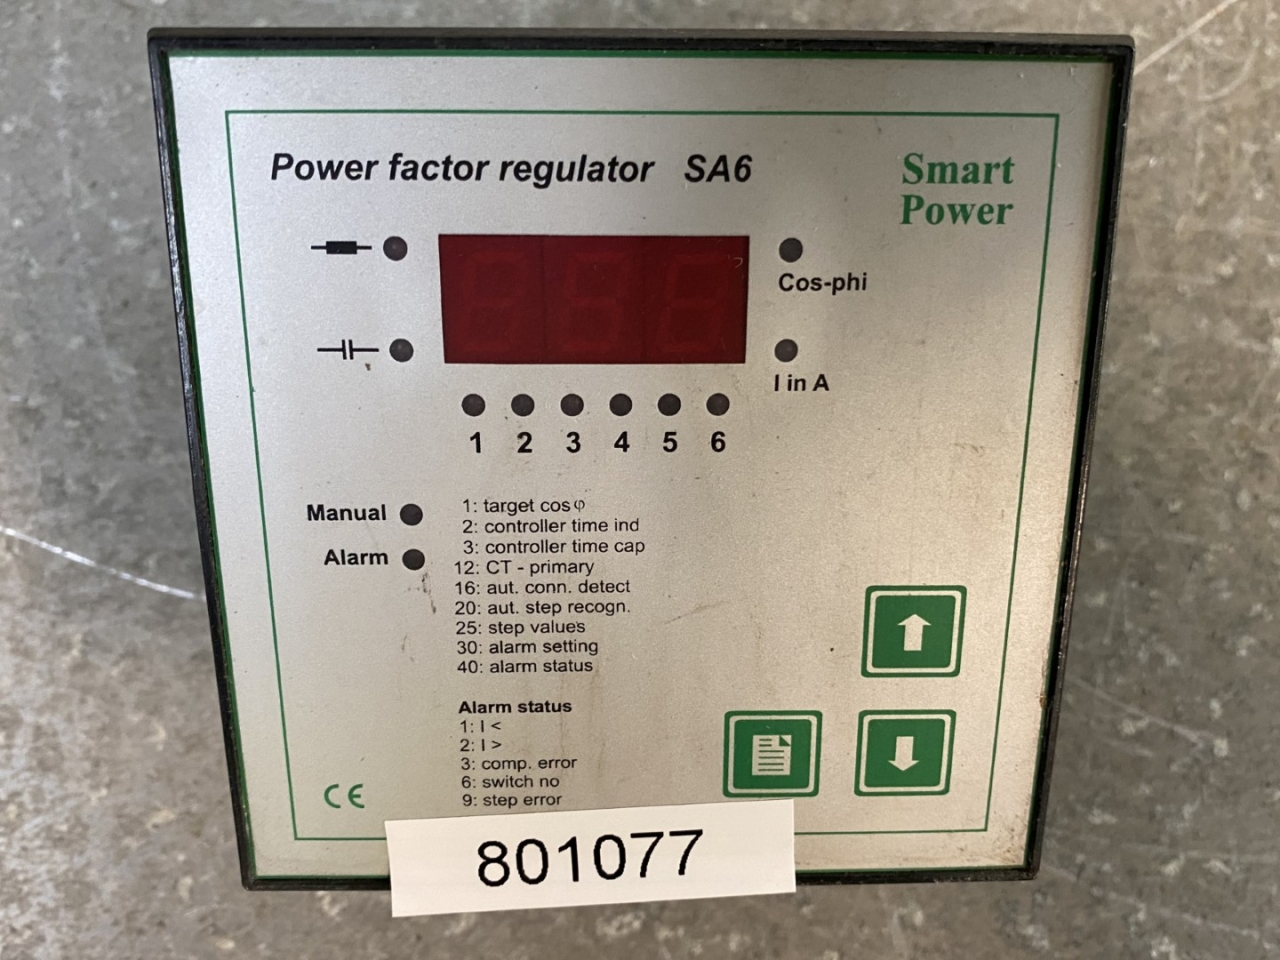 Power factor regulator SA6
Smart
Power
Cos-phi
I in A
1 2 3 4 5 6
Manual
Alarm
1: target cosφ
2: controller time ind
3: controller time cap
12: CT - primary
16: aut. conn. detect
20: aut. step recogn.
25: step values
30: alarm setting
40: alarm status
Alarm status
1: I <
2: I >
3: comp. error
6: switch no
9: step error
CE
801077